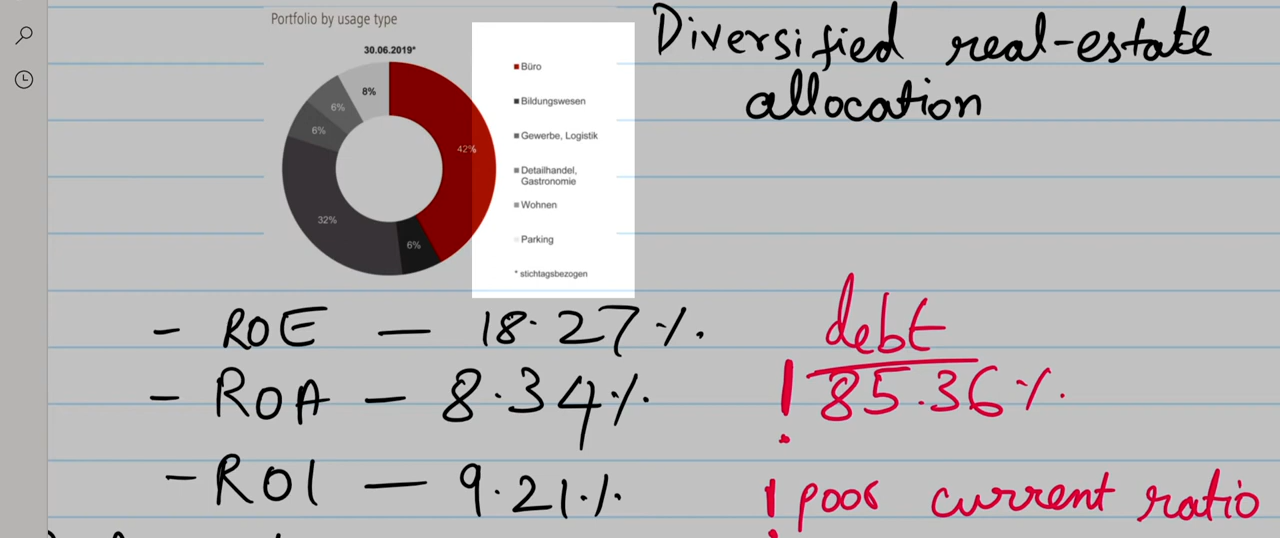 Portfolio by usage type
30.06.2019*
8%
6%
6%
42%
32%
6%
Büro
Bildungswesen
Gewerbe, Logistik
Detailhandel,
Gastronomie
Wohnen
Parking
* stichtagsbezogen
Diversified real-estate
allocation
- ROE — 18.27%.
- ROA — 8.34%.
- ROI — 9.21%.
debt
! 85.36%.
! poor current ratio